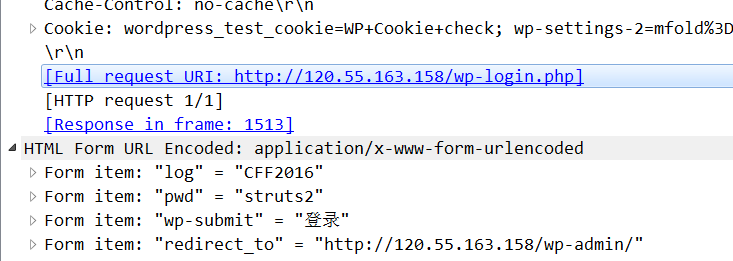 Cache-Control: no-cache\r\n
Cookie: wordpress_test_cookie=WP+Cookie+check; wp-settings-2=mfold%3D
\r\n
[Full request URI: http://120.55.163.158/wp-login.php]
[HTTP request 1/1]
[Response in frame: 1513]
HTML Form URL Encoded: application/x-www-form-urlencoded
Form item: "log" = "CFF2016"
Form item: "pwd" = "struts2"
Form item: "wp-submit" = "登录"
Form item: "redirect_to" = "http://120.55.163.158/wp-admin/"